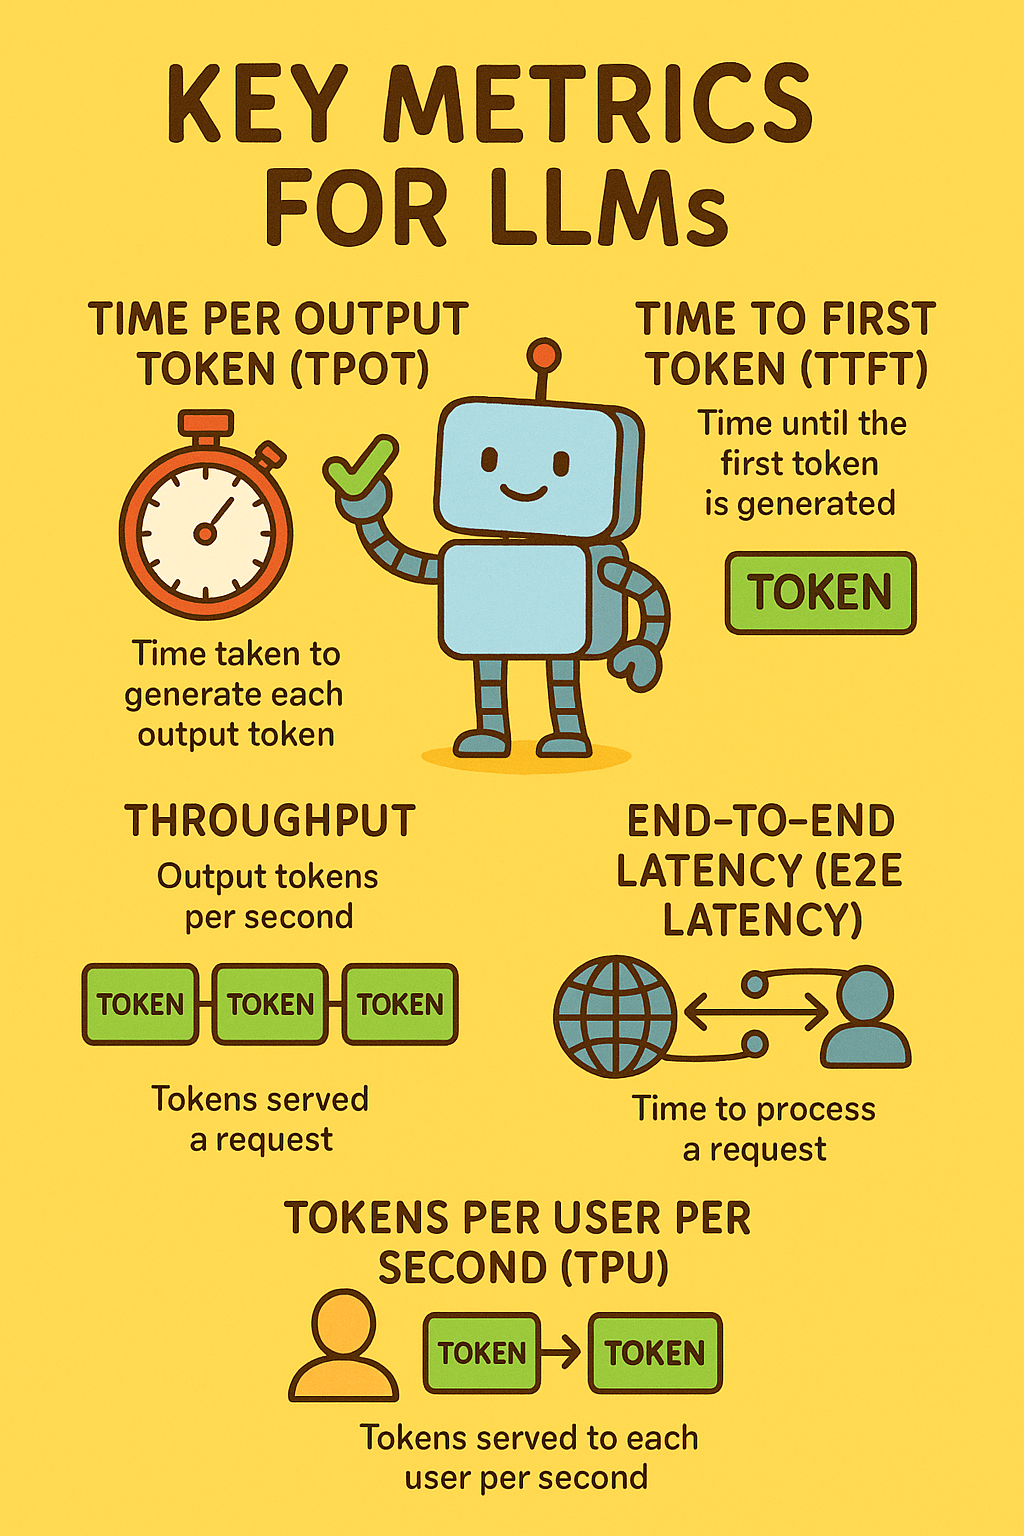 KEY METRICS
FOR LLMs
TIME PER OUTPUT
TOKEN (TPOT)
Time taken to
generate each
output token
TIME TO FIRST
TOKEN (TTFT)
Time until the
first token
is generated
TOKEN
THROUGHPUT
Output tokens
per second
TOKEN TOKEN TOKEN
Tokens served
a request
END-TO-END
LATENCY (E2E
LATENCY)
Time to process
a request
TOKENS PER USER PER
SECOND (TPU)
TOKEN TOKEN
Tokens served to each
user per second